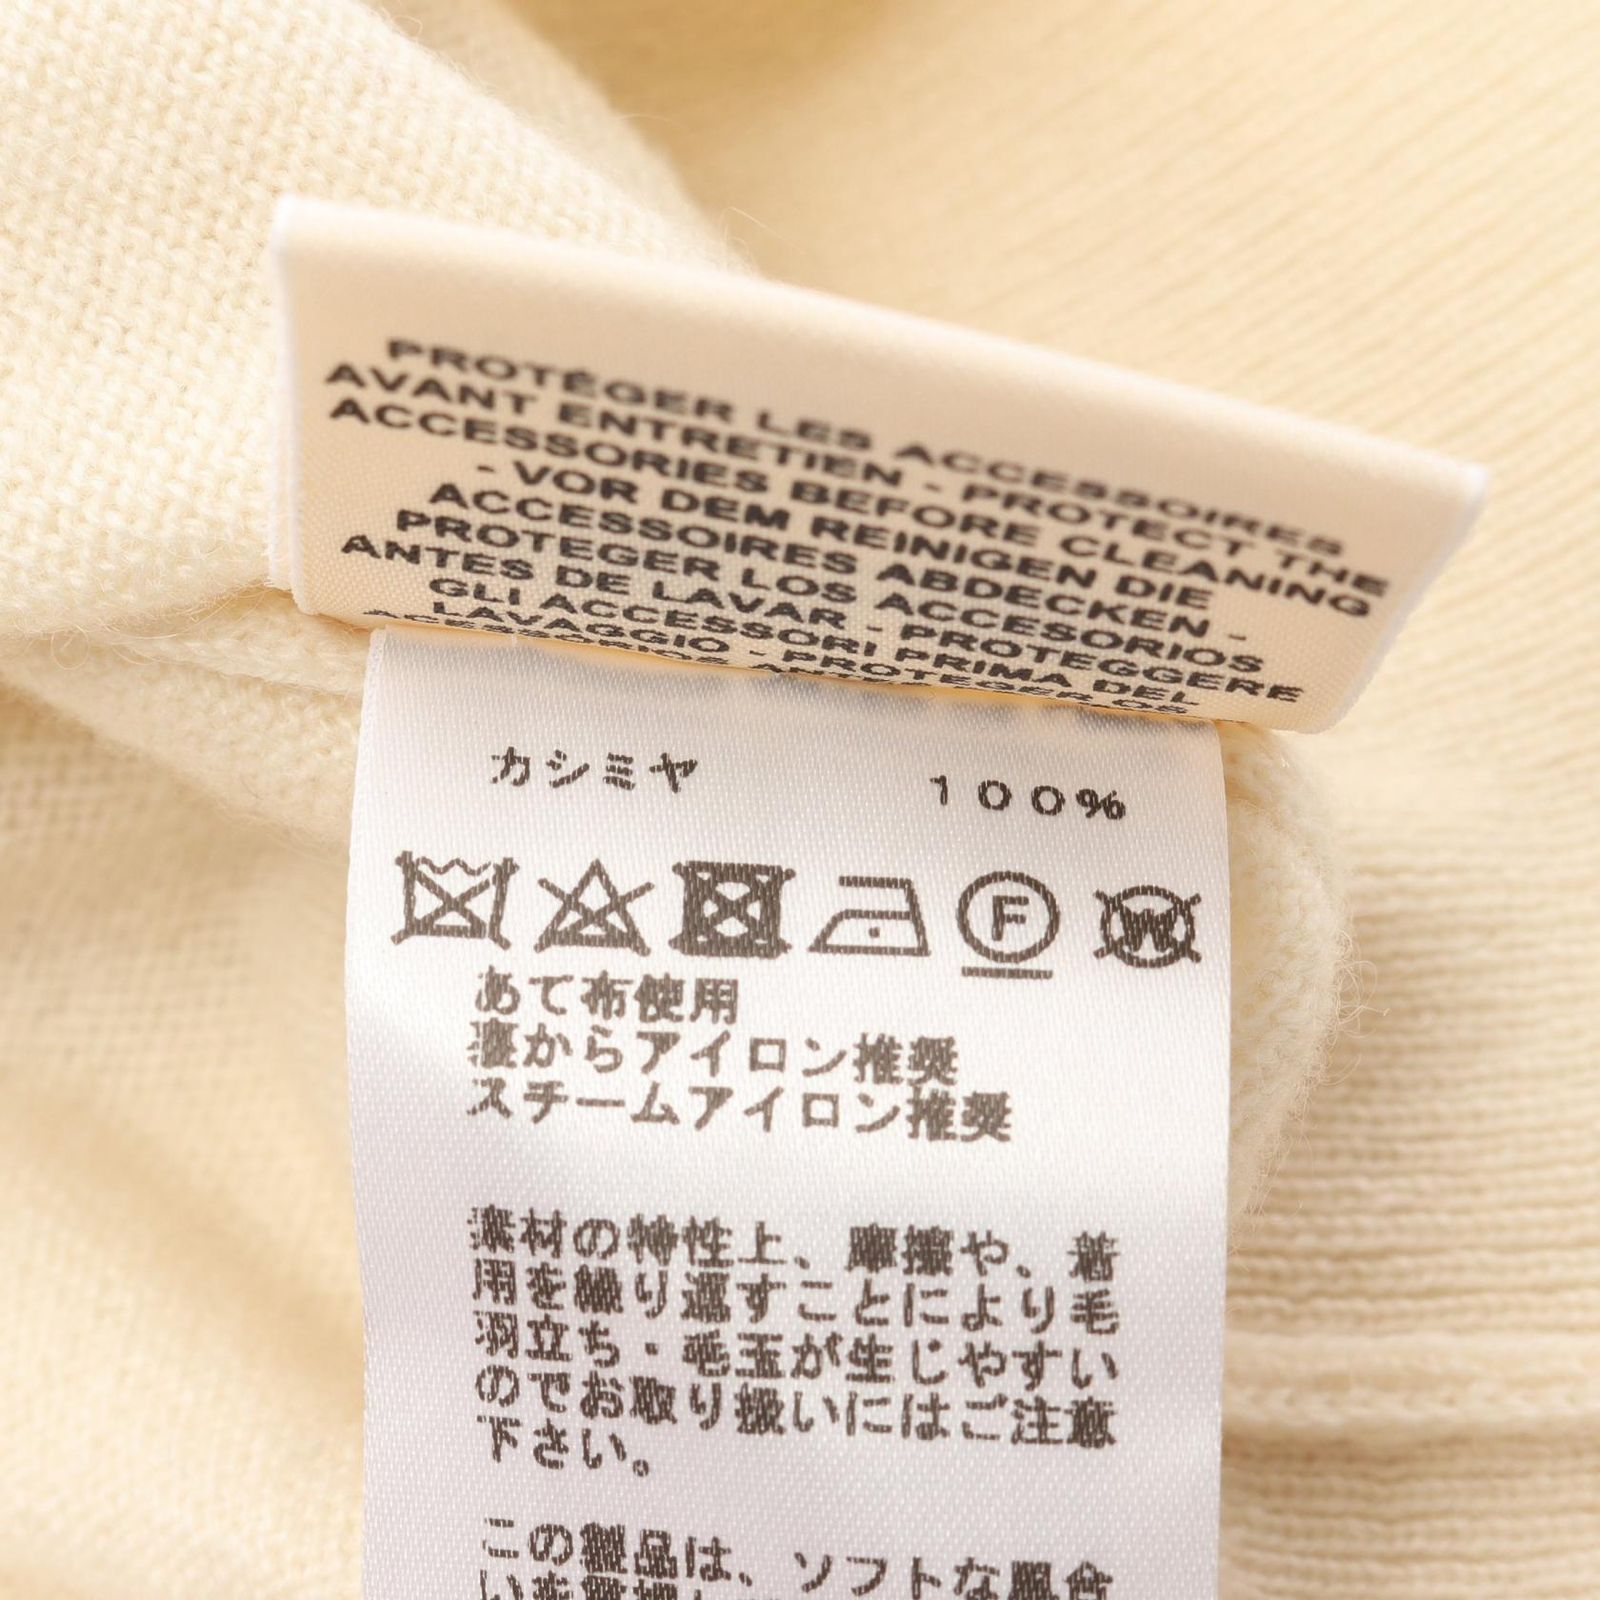 PROTÉGER LES ACCESSOIRES
AVANT ENTRETIEN - PROTECT THE
ACCESSORIES BEFORE CLEANING
- VOR DEM REINIGEN DIE
ACCESSOIRES ABDECKEN -
PROTEGER LOS ACCESORIOS
ANTES DE LAVAR - PROTEGGERE
GLI ACCESSORI PRIMA DEL
LAVAGGIO - PROTEGER OS
カシミヤ 100%
F W
あて布使用
裏からアイロン推奨
スチームアイロン推奨
素材の特性上、摩擦や、着
用を繰り返すことにより毛
羽立ち・毛玉が生じやすい
のでお取り扱いにはご注意
下さい。
この製品は、ソフトな風合